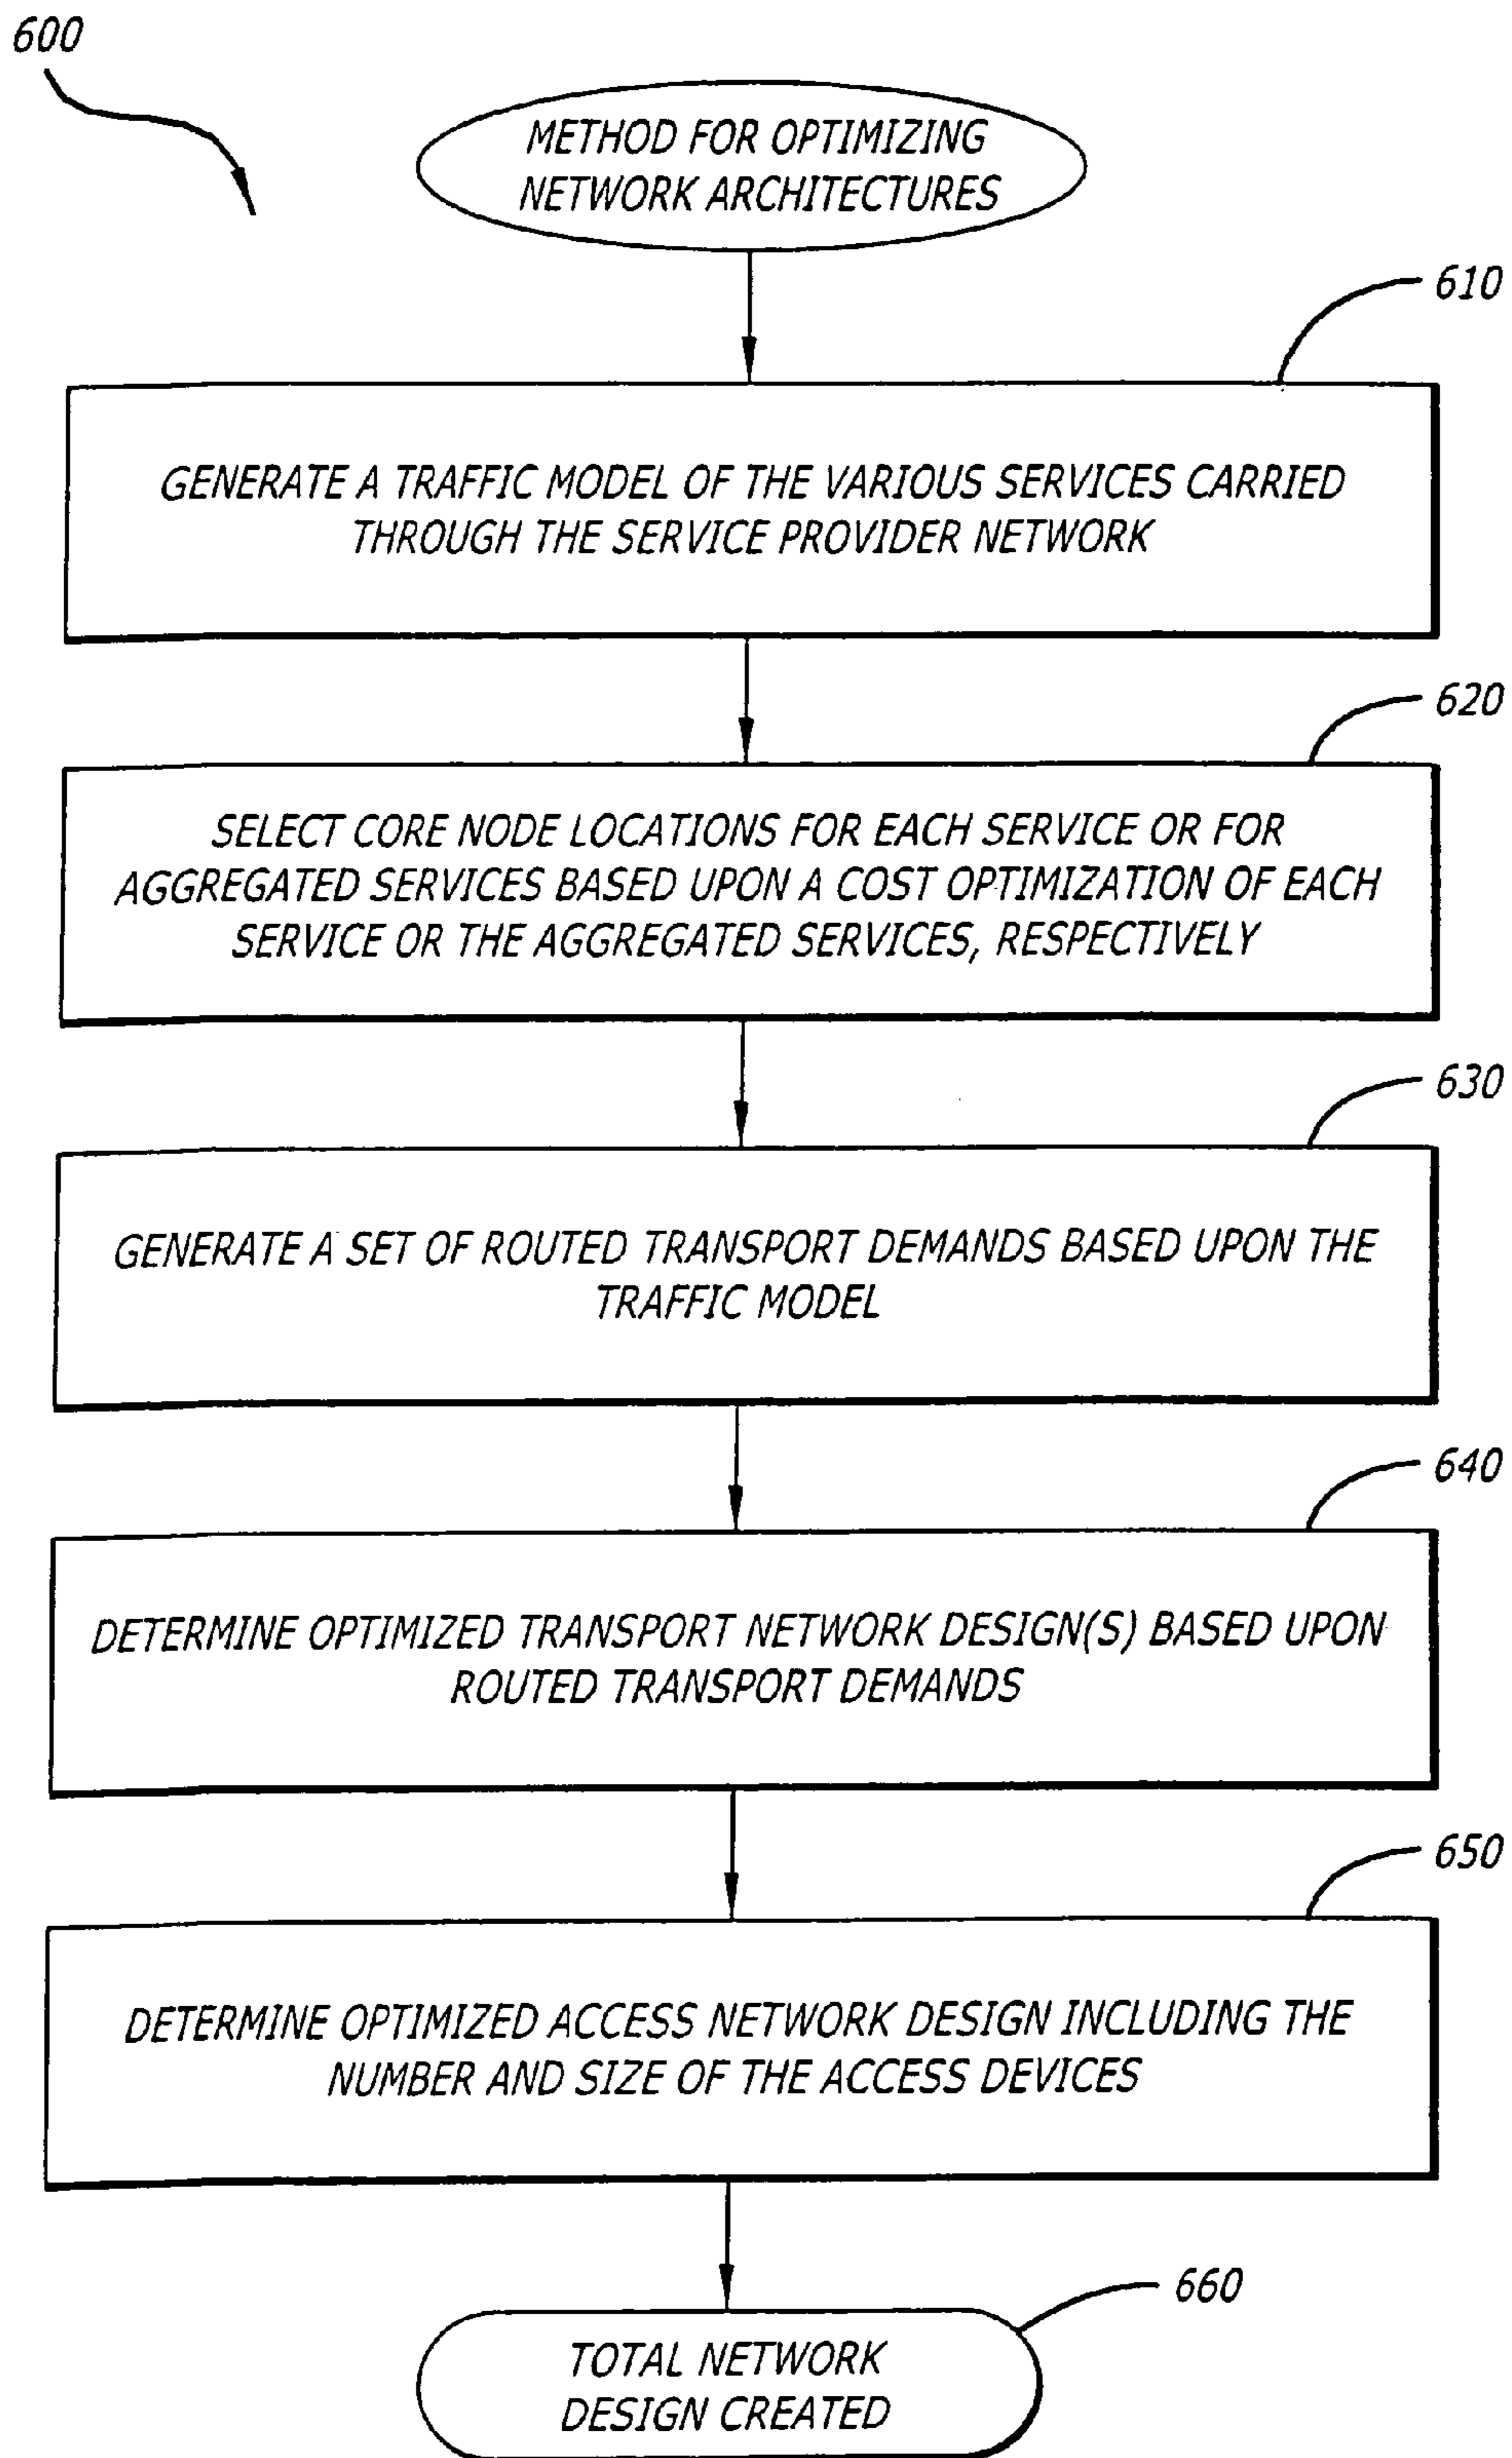 600
METHOD FOR OPTIMIZING
NETWORK ARCHITECTURES
610
GENERATE A TRAFFIC MODEL OF THE VARIOUS SERVICES CARRIED
THROUGH THE SERVICE PROVIDER NETWORK
620
SELECT CORE NODE LOCATIONS FOR EACH SERVICE OR FOR
AGGREGATED SERVICES BASED UPON A COST OPTIMIZATION OF EACH
SERVICE OR THE AGGREGATED SERVICES, RESPECTIVELY
630
GENERATE A SET OF ROUTED TRANSPORT DEMANDS BASED UPON THE
TRAFFIC MODEL
640
DETERMINE OPTIMIZED TRANSPORT NETWORK DESIGN(S) BASED UPON
ROUTED TRANSPORT DEMANDS
650
DETERMINE OPTIMIZED ACCESS NETWORK DESIGN INCLUDING THE
NUMBER AND SIZE OF THE ACCESS DEVICES
660
TOTAL NETWORK
DESIGN CREATED